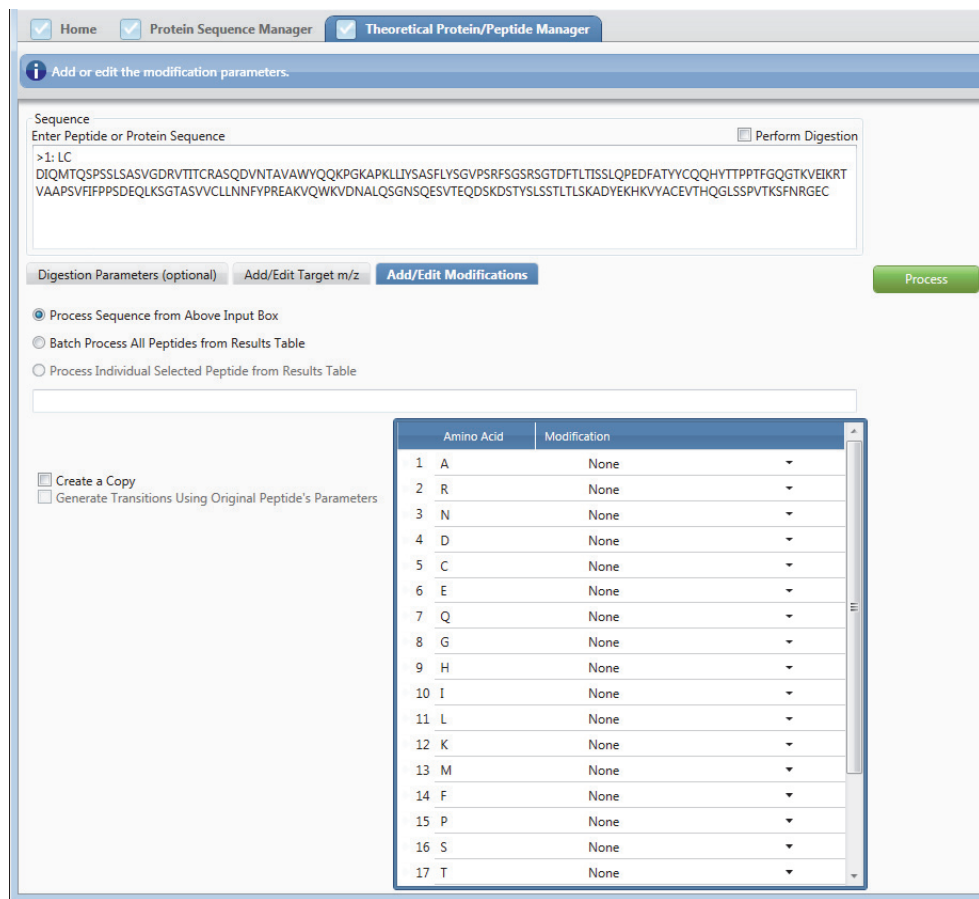 Home Protein Sequence Manager Theoretical Protein/Peptide Manager
i Add or edit the modification parameters.
Sequence
Enter Peptide or Protein Sequence Perform Digestion
>1: LC
DIQMTQSPSSLSASVGDRVTITCRASQDVNTAVAWYQQKPGKAPKLLIYSASFLYSGVPSRFSGSRSGTDFTLTISSLQPEDFATYYCQQHYTTPPTFGQGTKVEIKRT
VAAPSVFIFPPSDEQLKSGTASVVCLLNNFYPREAKVQWKVDNALQSGNSQESVTEQDSKDSTYSLSSTLTLSKADYEKHKVYACEVTHQGLSSPVTKSFNRGEC
Digestion Parameters (optional) Add/Edit Target m/z Add/Edit Modifications
Process
Process Sequence from Above Input Box
Batch Process All Peptides from Results Table
Process Individual Selected Peptide from Results Table
Create a Copy
Generate Transitions Using Original Peptide's Parameters
Amino Acid Modification
1 A None
2 R None
3 N None
4 D None
5 C None
6 E None
7 Q None
8 G None
9 H None
10 I None
11 L None
12 K None
13 M None
14 F None
15 P None
16 S None
17 T None